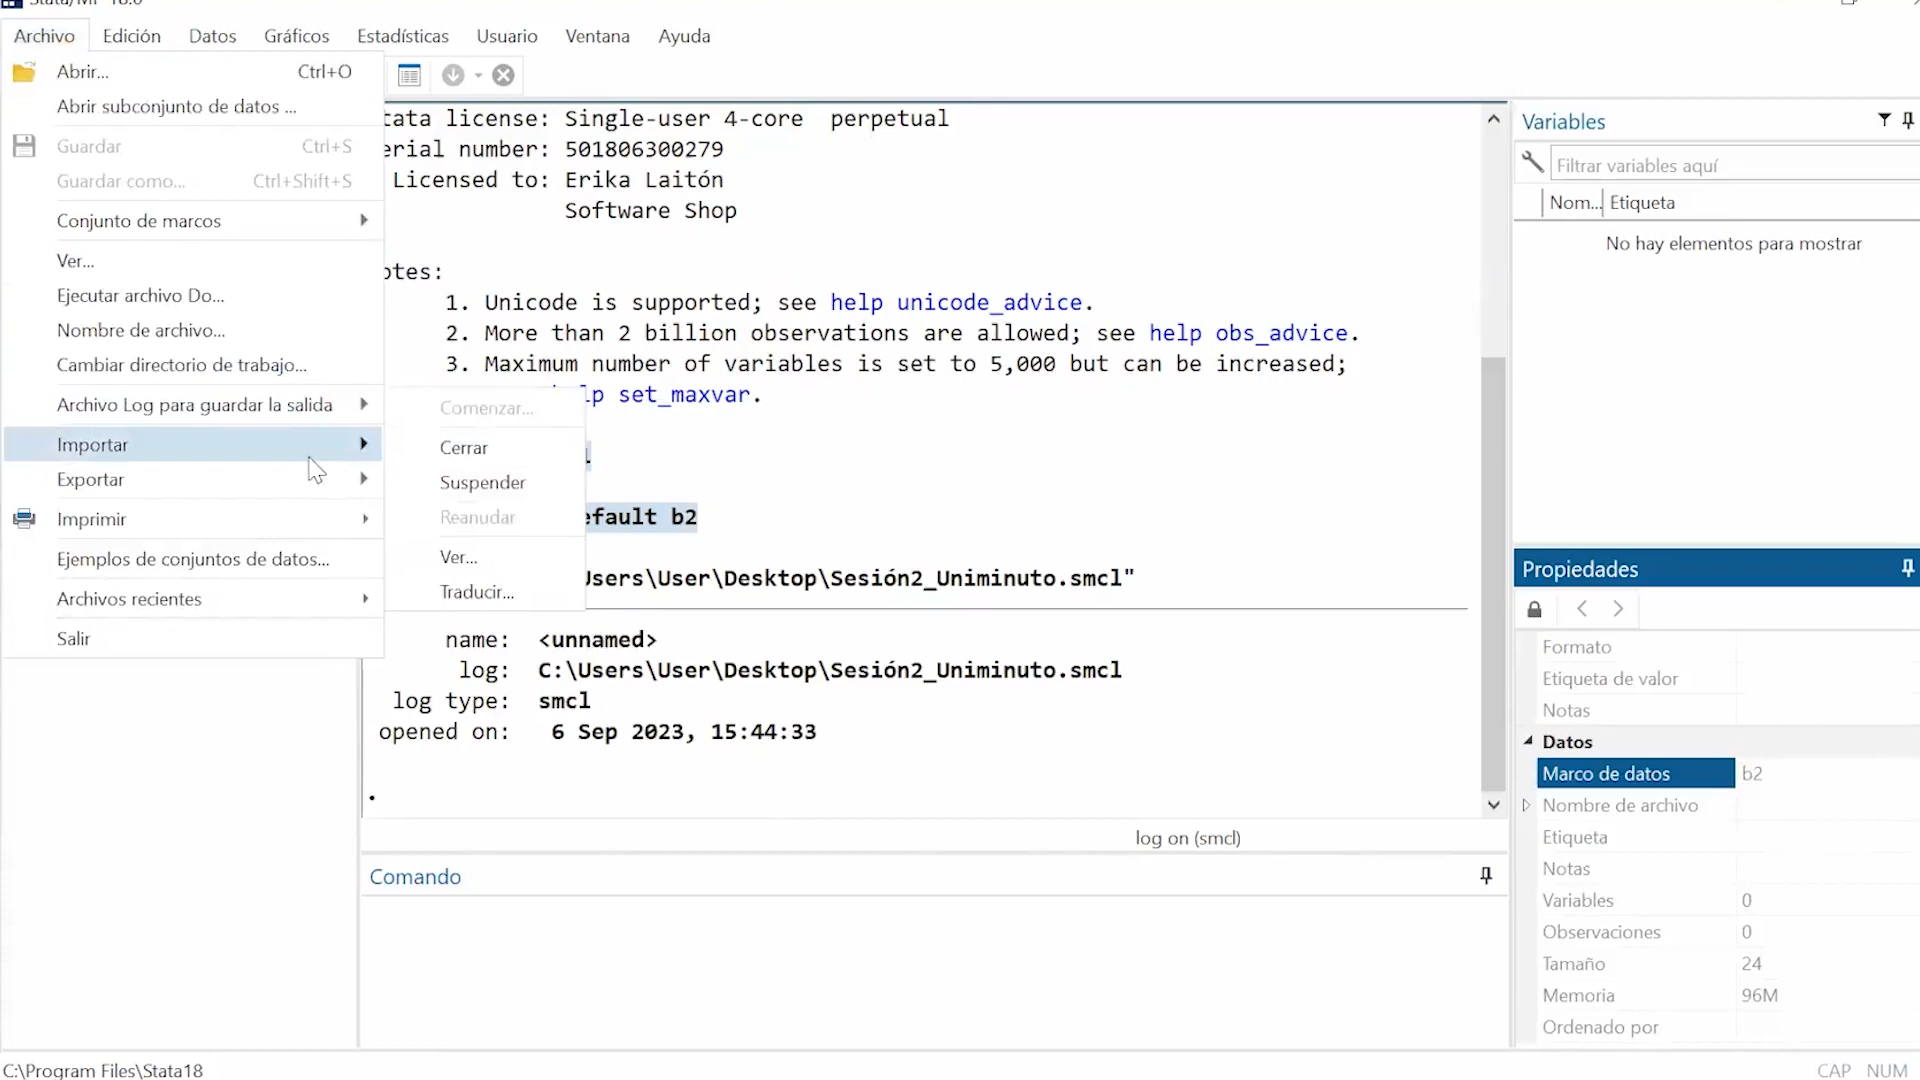 Stata/MP 18.0
Archivo Edición Datos Gráficos Estadísticas Usuario Ventana Ayuda
Abrir... Ctrl+O
Abrir subconjunto de datos ...
Guardar Ctrl+S
Guardar como... Ctrl+Shift+S
Conjunto de marcos
Ver...
Ejecutar archivo Do...
Nombre de archivo...
Cambiar directorio de trabajo...
Archivo Log para guardar la salida
Importar
Exportar
Imprimir
Ejemplos de conjuntos de datos...
Archivos recientes
Salir
Comenzar...
Cerrar
Suspender
Reanudar
Ver...
Traducir...
tata license: Single-user 4-core perpetual
erial number: 501806300279
Licensed to: Erika Laitón
Software Shop
otes:
1. Unicode is supported; see help unicode_advice.
2. More than 2 billion observations are allowed; see help obs_advice.
3. Maximum number of variables is set to 5,000 but can be increased;
lp set_maxvar.
efault b2
Users\User\Desktop\Sesión2_Uniminuto.smcl"
name: <unnamed>
log: C:\Users\User\Desktop\Sesión2_Uniminuto.smcl
log type: smcl
opened on: 6 Sep 2023, 15:44:33
.
log on (smcl)
Comando
Variables
Filtrar variables aquí
Nom... Etiqueta
No hay elementos para mostrar
Propiedades
Formato
Etiqueta de valor
Notas
Datos
Marco de datos b2
Nombre de archivo
Etiqueta
Notas
Variables 0
Observaciones 0
Tamaño 24
Memoria 96M
Ordenado por
C:\Program Files\Stata18
CAP NUM